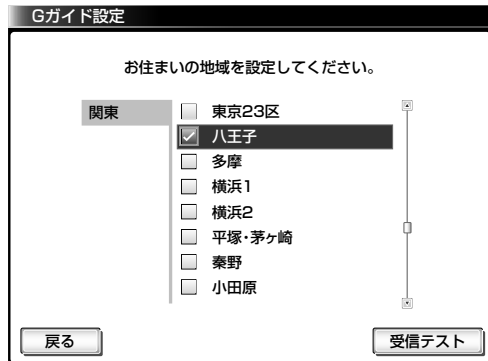 Gガイド設定
お住まいの地域を設定してください。
関東
東京23区
八王子
多摩
横浜1
横浜2
平塚・茅ヶ崎
秦野
小田原
戻る
受信テスト